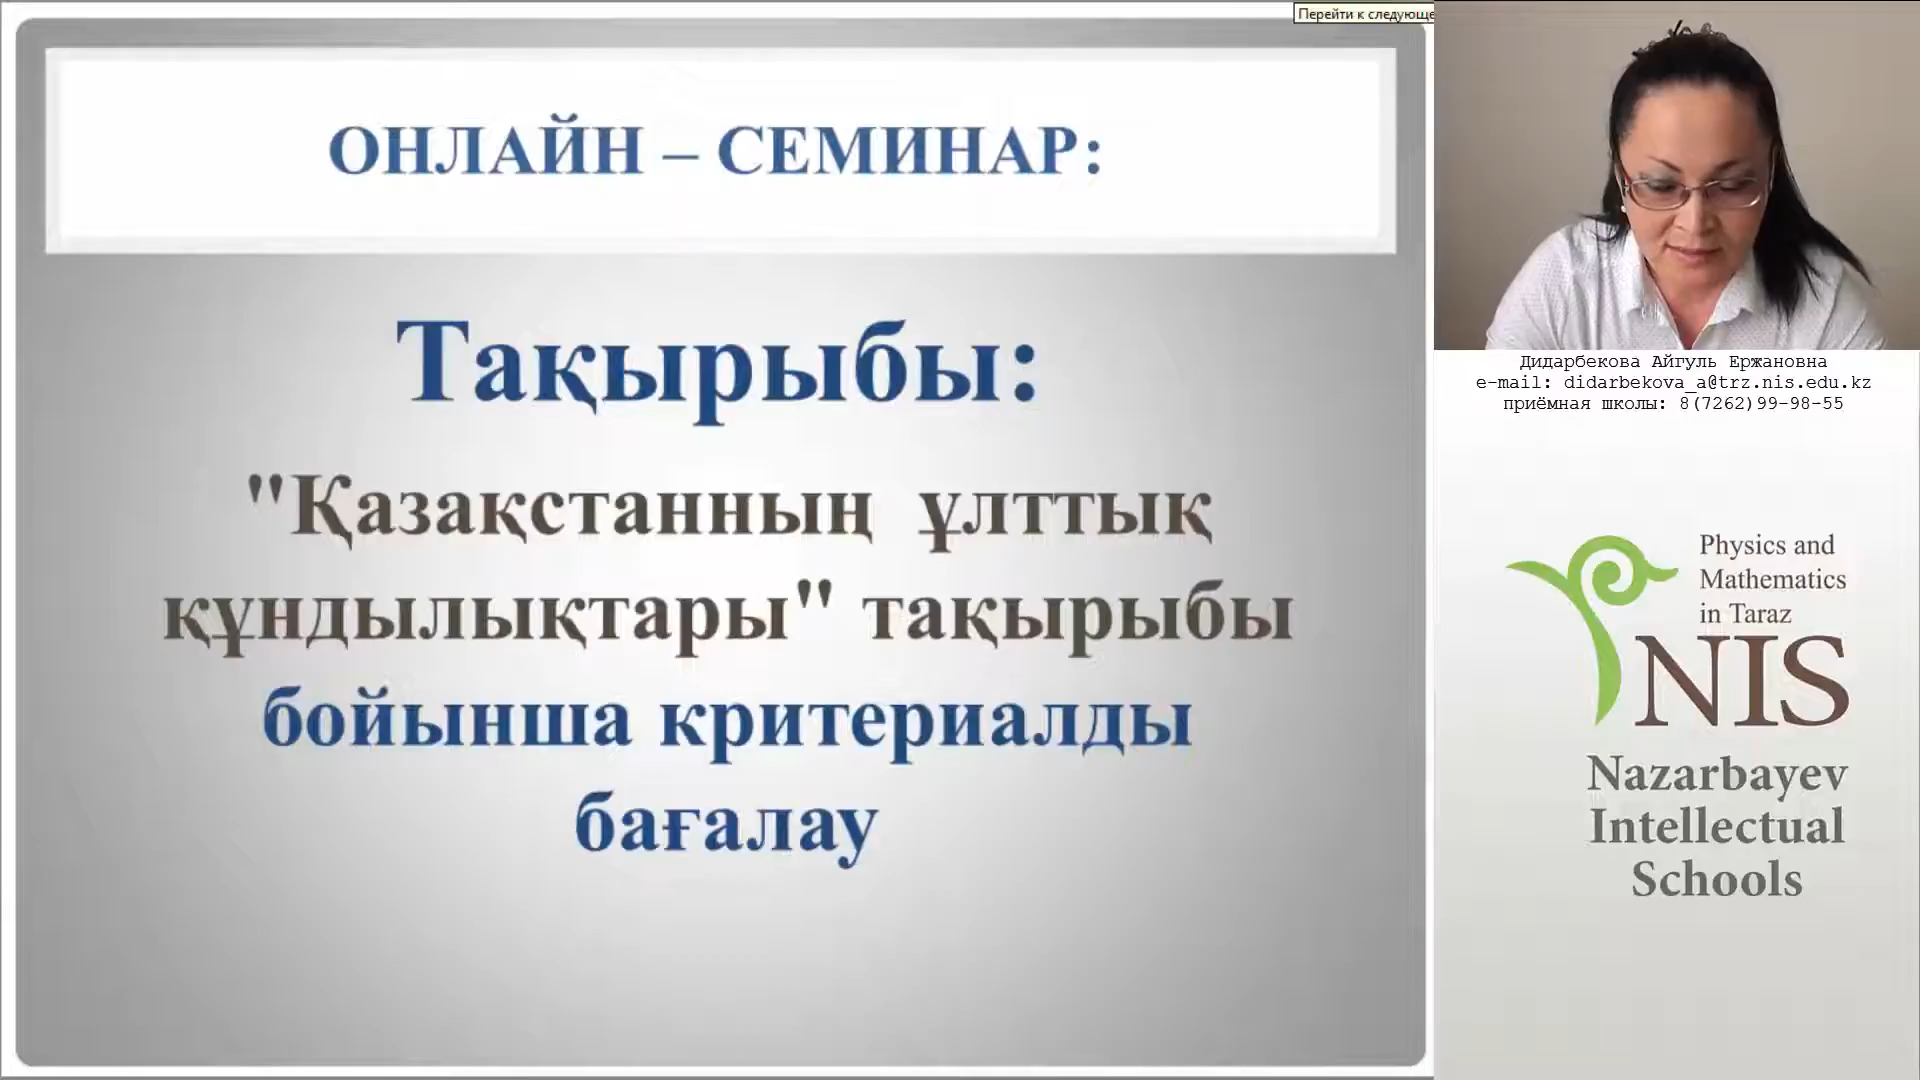 Перейти к следующе
ОНЛАЙН – СЕМИНАР:
Тақырыбы:
"Қазақстанның ұлттық
құндылықтары" тақырыбы
бойынша критериалды
бағалау
Дидарбекова Айгуль Ержановна
e-mail: didarbekova_a@trz.nis.edu.kz
приёмная школы: 8(7262)99-98-55
Physics and
Mathematics
in Taraz
NIS
Nazarbayev
Intellectual
Schools